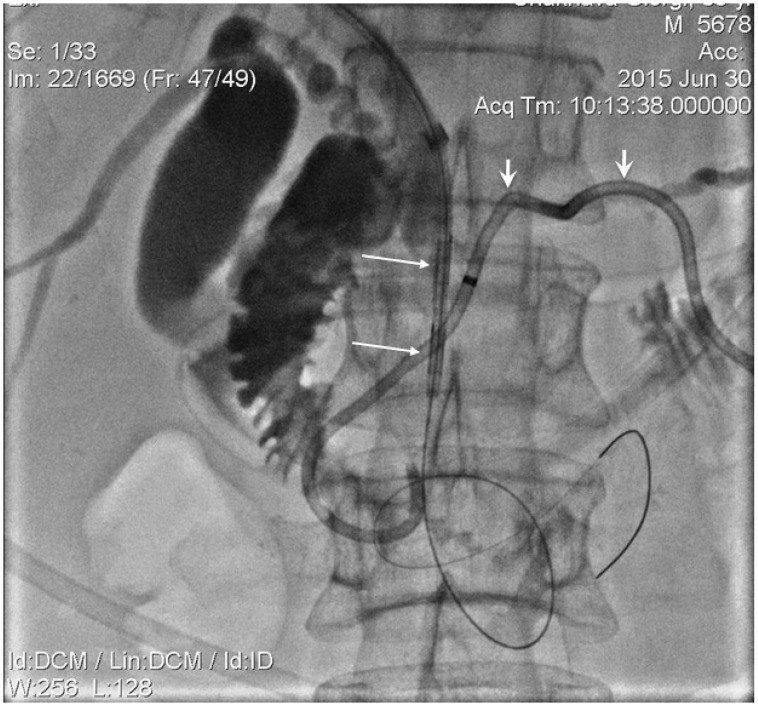 M 5678
Se: 1/33
Acc:
Im: 22/1669 (Fr: 47/49)
2015 Jun 30
Acq Tm: 10:13:38.000000
Id:DCM / Lin:DCM / Id:ID
W:256 L:128